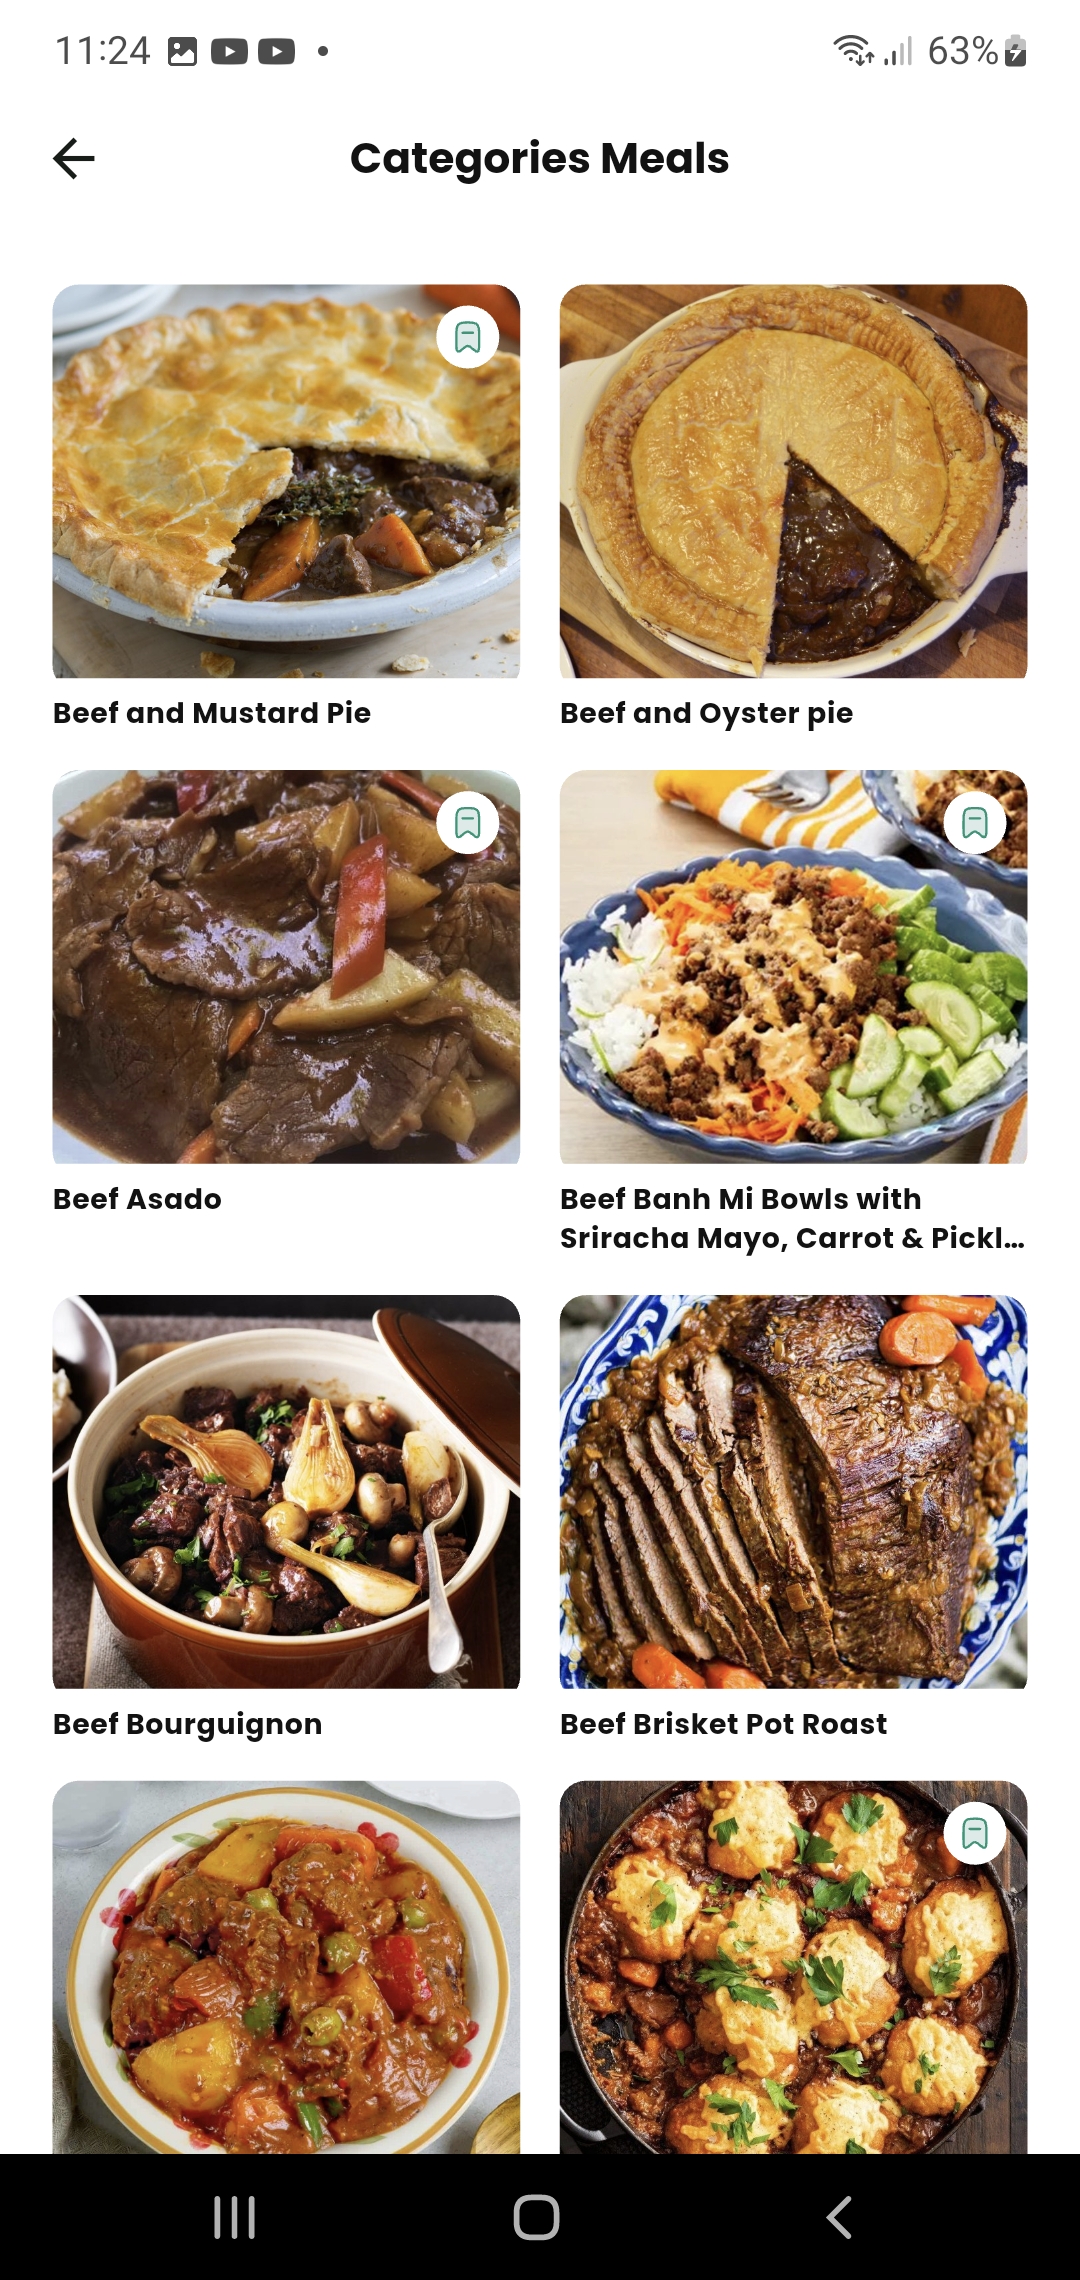 11:24
63%
Categories Meals
Beef and Mustard Pie
Beef and Oyster pie
Beef Asado
Beef Banh Mi Bowls with
Sriracha Mayo, Carrot & Pickl...
Beef Bourguignon
Beef Brisket Pot Roast